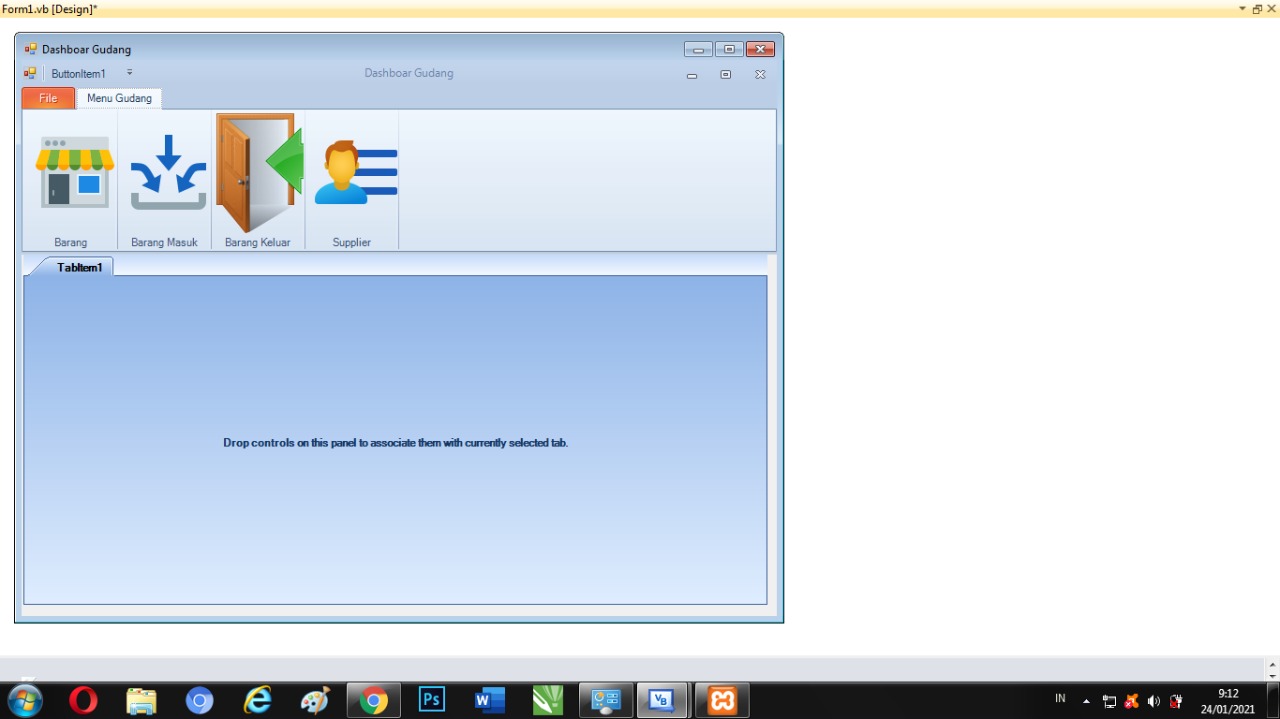 Form1.vb [Design]*
Dashboar Gudang
ButtonItem1
Dashboar Gudang
File Menu Gudang
Barang Barang Masuk Barang Keluar Supplier
TabItem1
Drop controls on this panel to associate them with currently selected tab.
Ps W VB
IN
9:12
24/01/2021